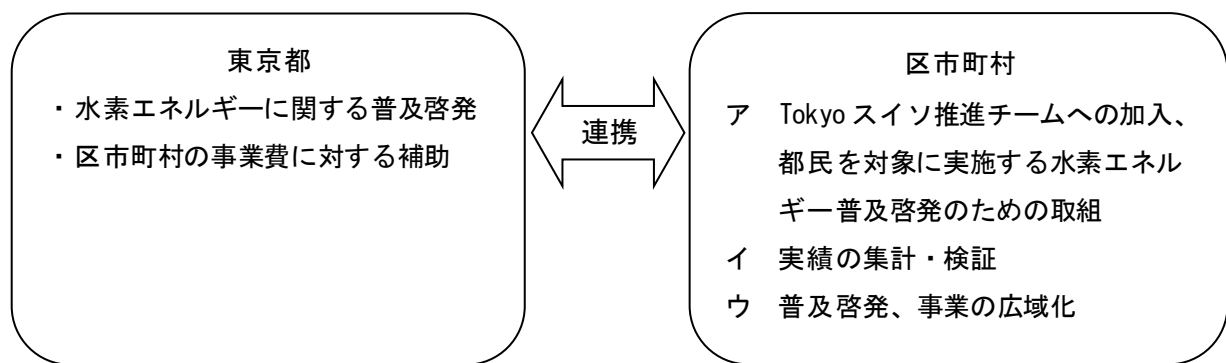 東京都
・水素エネルギーに関する普及啓発
・区市町村の事業費に対する補助
連携
区市町村
ア Tokyoスイソ推進チームへの加入、
都民を対象に実施する水素エネル
ギー普及啓発のための取組
イ 実績の集計・検証
ウ 普及啓発、事業の広域化